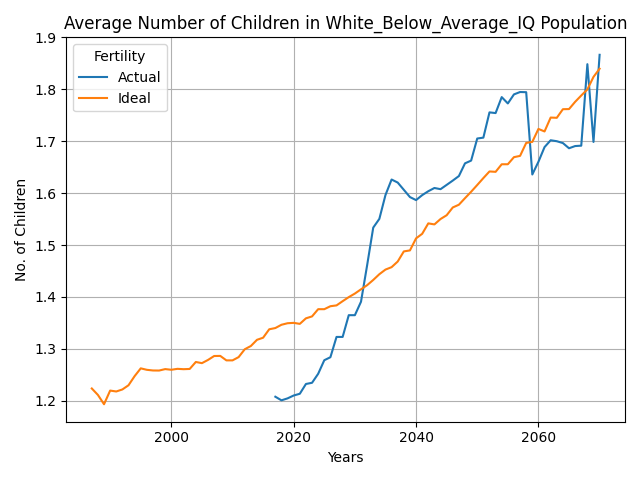 Average Number of Children in White_Below_Average_IQ Population
Fertility
Actual
Ideal
No. of Children
1.9
1.8
1.7
1.6
1.5
1.4
1.3
1.2
2000 2020 2040 2060
Years